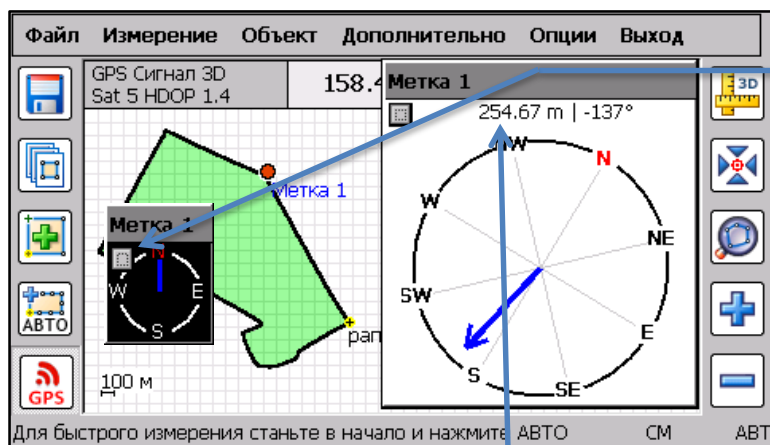 Файл Измерение Объект Дополнительно Опции Выход
GPS Сигнал 3D
Sat 5 HDOP 1.4
158.4
Метка 1
254.67 m | -137°
3D
N
NE
E
SE
S
SW
W
NW
Метка 1
Метка 1
N
W E
S
АВТО
GPS
100 м
Для быстрого измерения станьте в начало и нажмите АВТО СМ АВТ